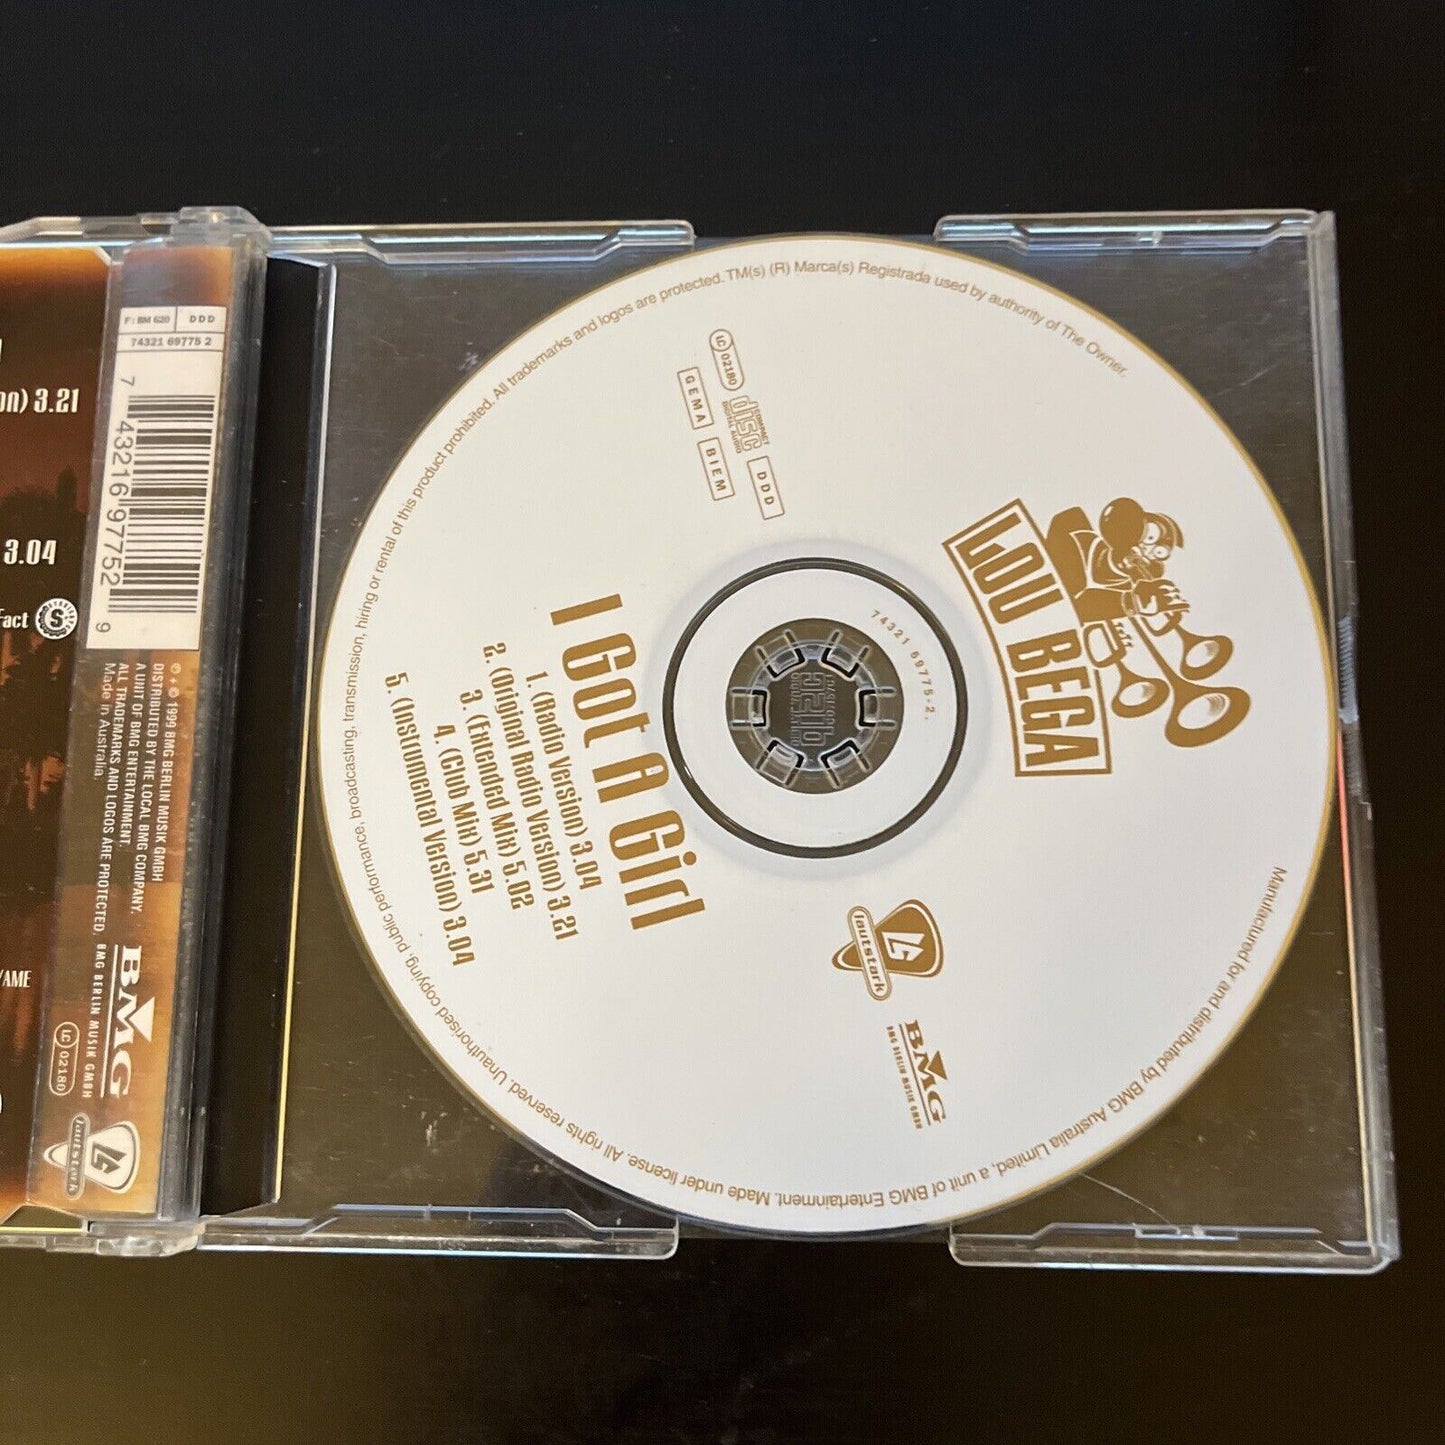 on) 3.21
3.04
fact
/AME
F: BM 620
DDD
74321 69775 2
7 43216 97752 9
℗ + © 1999 BMG BERLIN MUSIK GMBH
DISTRIBUTED BY THE LOCAL BMG COMPANY.
A UNIT OF BMG ENTERTAINMENT.
ALL TRADEMARKS AND LOGOS ARE PROTECTED.
Made in Australia.
BMG
BMG BERLIN MUSIK GMBH
LC 02180
lautstark
LOU BEGA
I Got A Girl
1. (Radio Version) 3.04
2. (Original Radio Version) 3.21
3. (Extended Mix) 5.02
4. (Club Mix) 5.31
5. (Instrumental Version) 3.04
LC 02180
COMPACT
disc
DIGITAL AUDIO
GEMA
BIEM
DDD
74321 69775-2.
lautstark
BMG
BMG BERLIN MUSIK GMBH
Manufactured for and distributed by BMG Australia Limited, a unit of BMG Entertainment. Made under license. All rights reserved. Unauthorised copying, public performance, broadcasting, transmission, hiring or rental of this product prohibited. All trademarks and logos are protected. TM(s) (R) Marca(s) Registrada used by authority of The Owner.